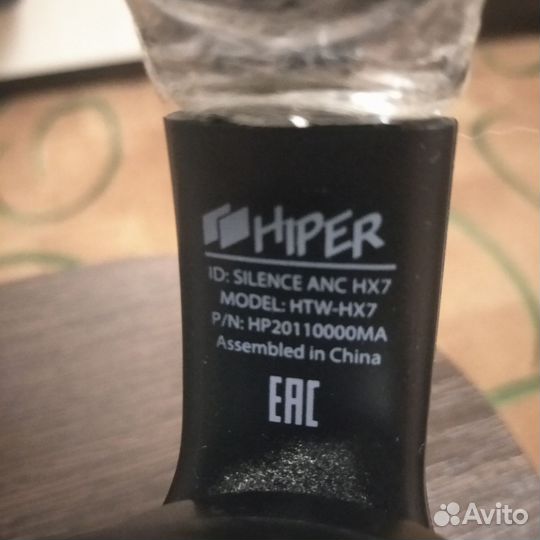 HIPER
ID: SILENCE ANC HX7
MODEL: HTW-HX7
P/N: HP20110000MA
Assembled in China
EAC
Avito